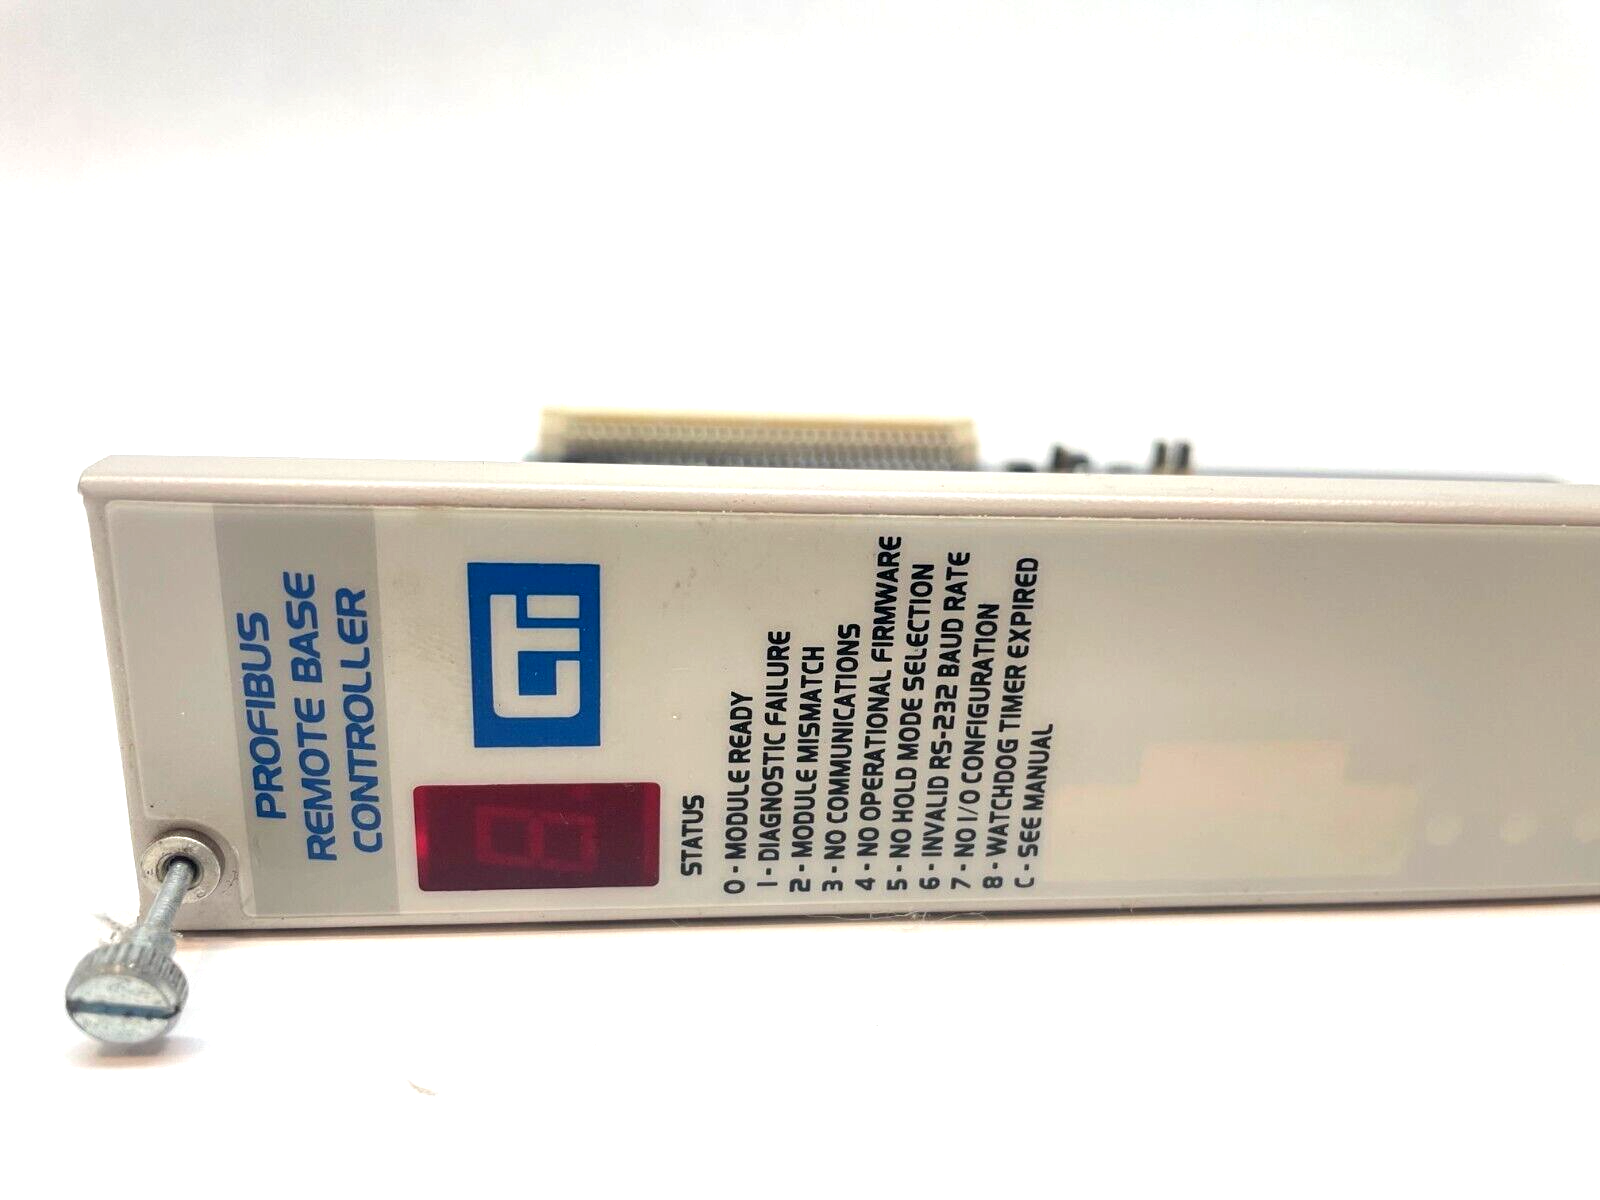 PROFIBUS
REMOTE BASE
CONTROLLER
CTI
STATUS
0 - MODULE READY
1 - DIAGNOSTIC FAILURE
2 - MODULE MISMATCH
3 - NO COMMUNICATIONS
4 - NO OPERATIONAL FIRMWARE
5 - NO HOLD MODE SELECTION
6 - INVALID RS-232 BAUD RATE
7 - NO I/O CONFIGURATION
8 - WATCHDOG TIMER EXPIRED
C - SEE MANUAL